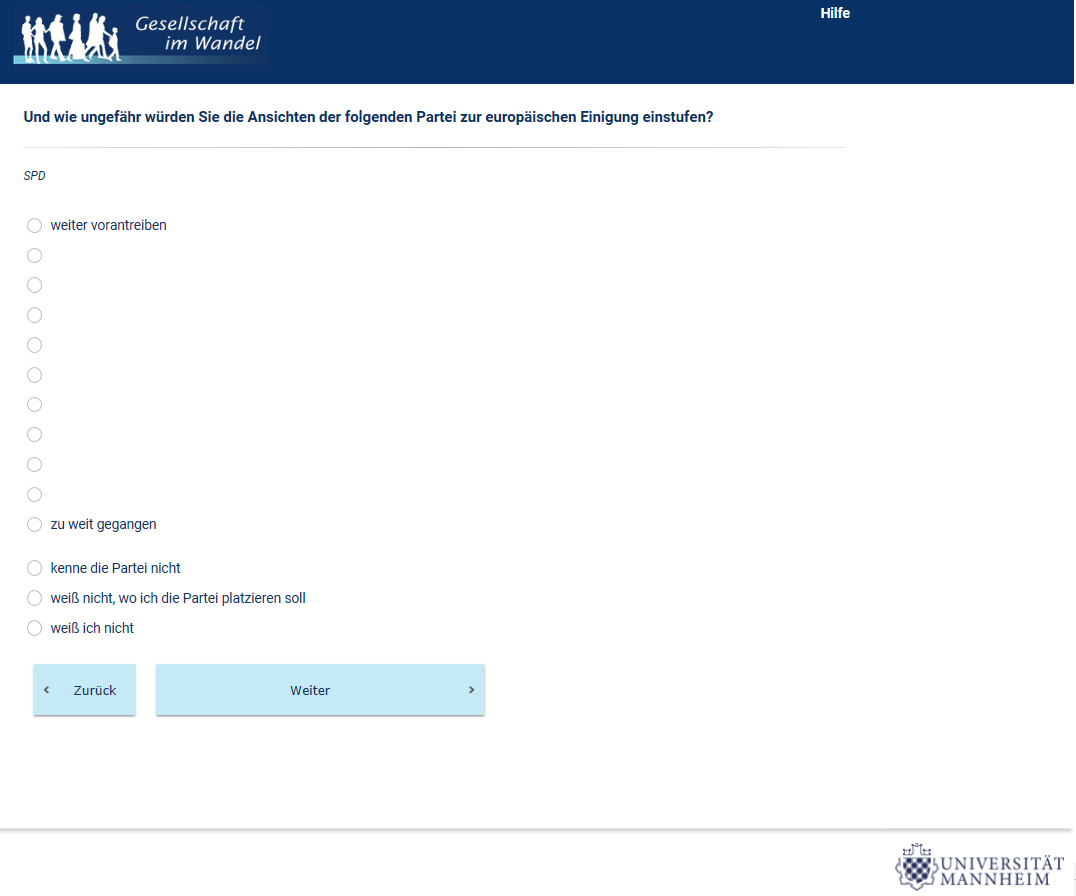 Gesellschaft
im Wandel
Hilfe
Und wie ungefähr würden Sie die Ansichten der folgenden Partei zur europäischen Einigung einstufen?
SPD
weiter vorantreiben
zu weit gegangen
kenne die Partei nicht
weiß nicht, wo ich die Partei platzieren soll
weiß ich nicht
Zurück
Weiter
UNIVERSITÄT
MANNHEIM